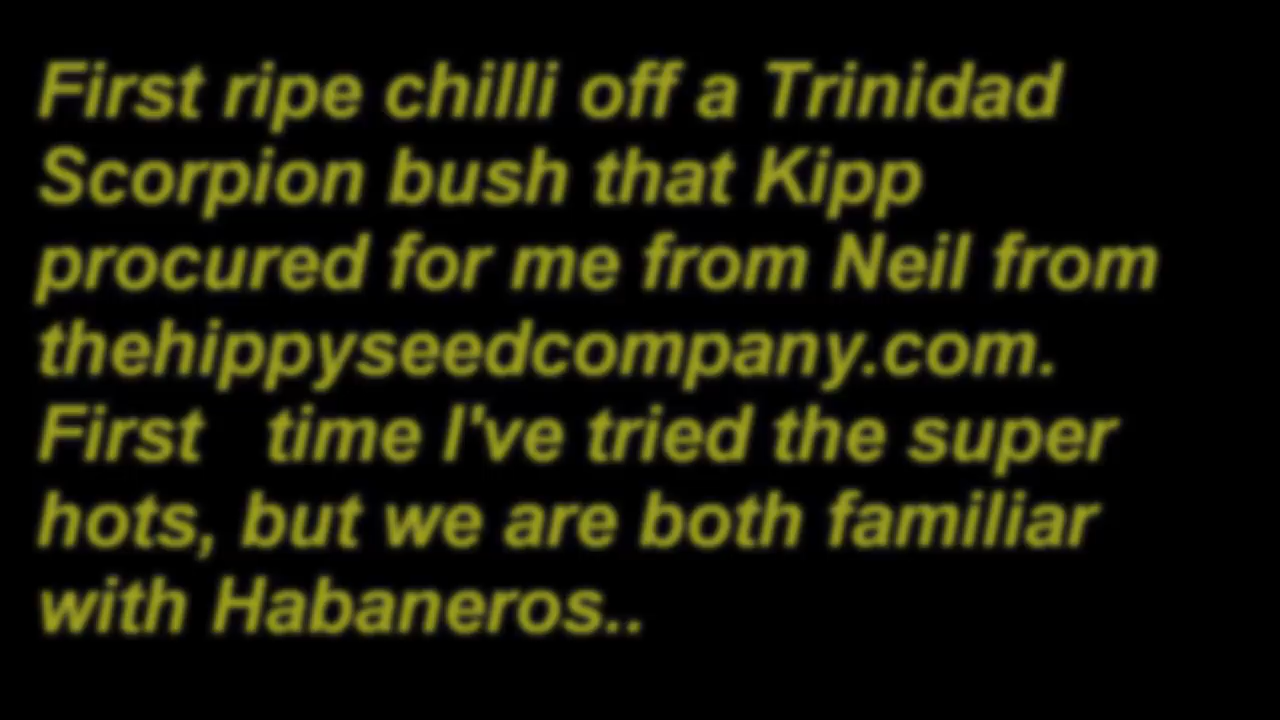 First ripe chilli off a Trinidad
Scorpion bush that Kipp
procured for me from Neil from
thehippyseedcompany.com.
First   time I've tried the super
hots, but we are both familiar
with Habaneros..